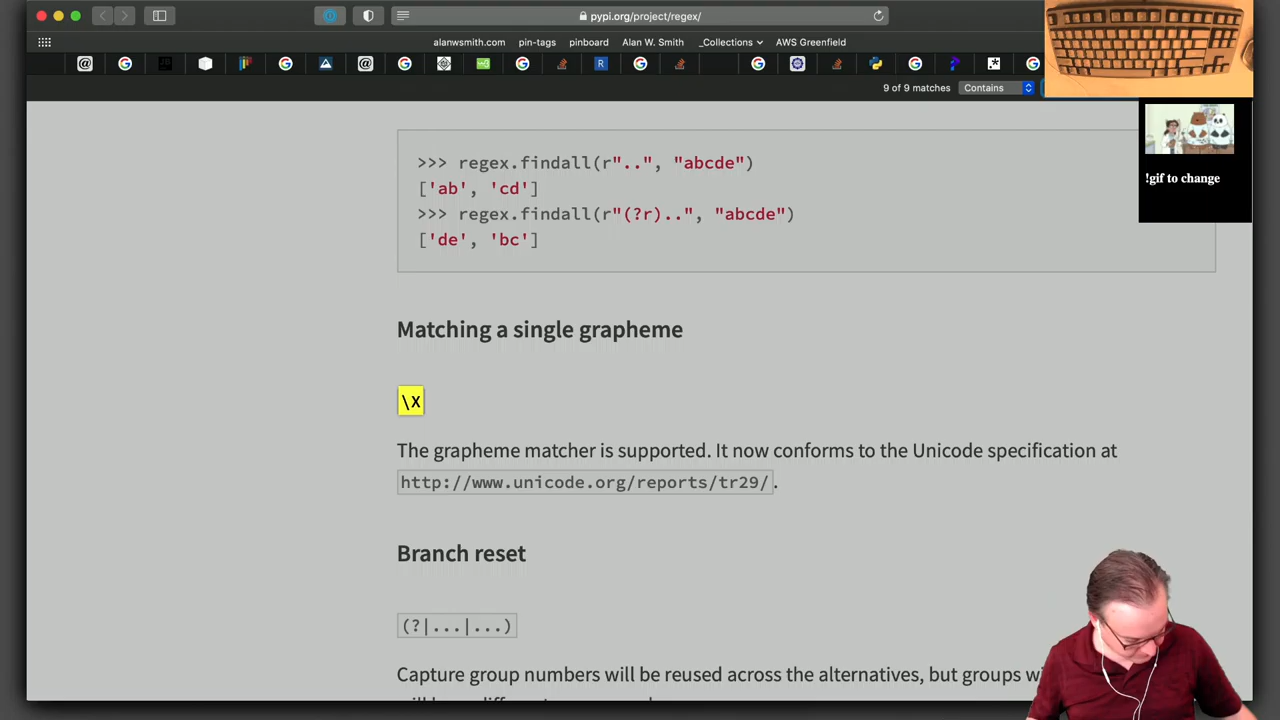 pypi.org/project/regex/
alanwsmith.com pin-tags pinboard Alan W. Smith _Collections AWS Greenfield
9 of 9 matches Contains
>>> regex.findall(r"..", "abcde")
['ab', 'cd']
>>> regex.findall(r"(?r)..", "abcde")
['de', 'bc']
!gif to change
Matching a single grapheme
\X
The grapheme matcher is supported. It now conforms to the Unicode specification at
http://www.unicode.org/reports/tr29/.
Branch reset
(?|...|...)
Capture group numbers will be reused across the alternatives, but groups